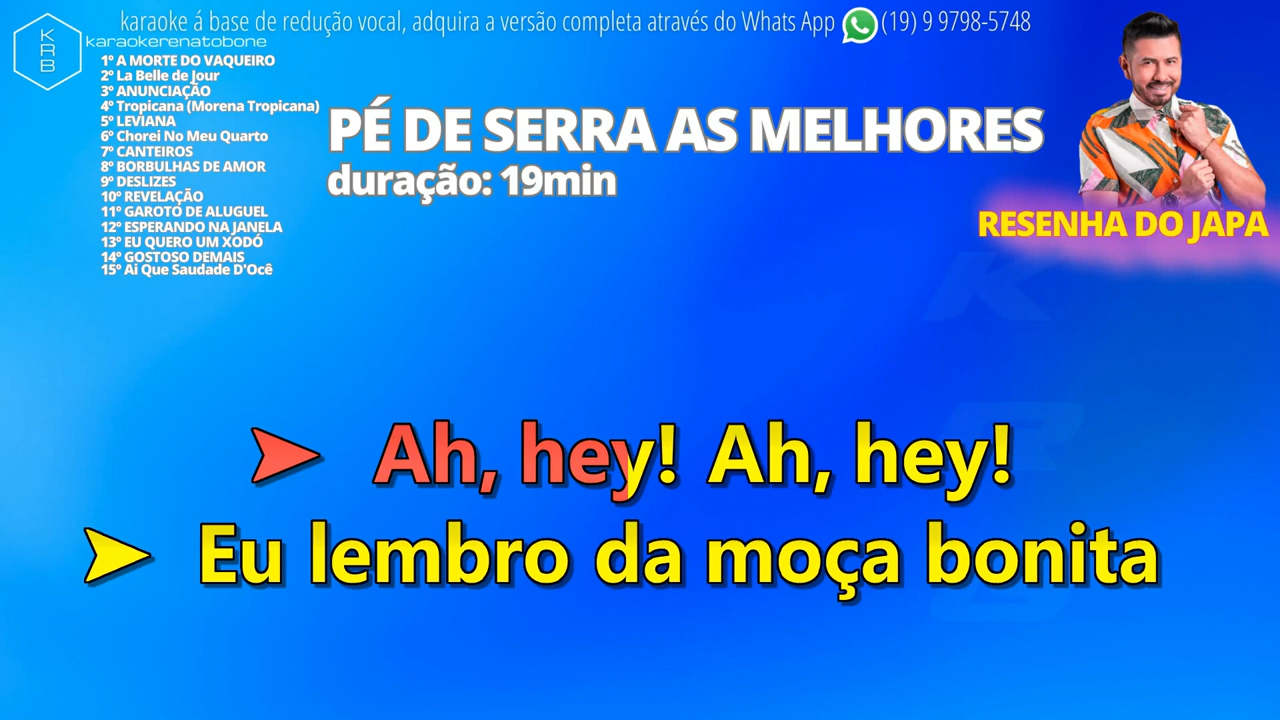 karaoke á base de redução vocal, adquira a versão completa através do Whats App (19) 9 9798-5748
KRB
karaokerenatobone
1º A MORTE DO VAQUEIRO
2º La Belle de Jour
3º ANUNCIAÇÃO
4º Tropicana (Morena Tropicana)
5º LEVIANA
6º Chorei No Meu Quarto
7º CANTEIROS
8º BORBULHAS DE AMOR
9º DESLIZES
10º REVELAÇÃO
11º GAROTO DE ALUGUEL
12º ESPERANDO NA JANELA
13º EU QUERO UM XODÓ
14º GOSTOSO DEMAIS
15º Ai Que Saudade D'Ocê
PÉ DE SERRA AS MELHORES
duração: 19min
RESENHA DO JAPA
Ah, hey! Ah, hey!
Eu lembro da moça bonita